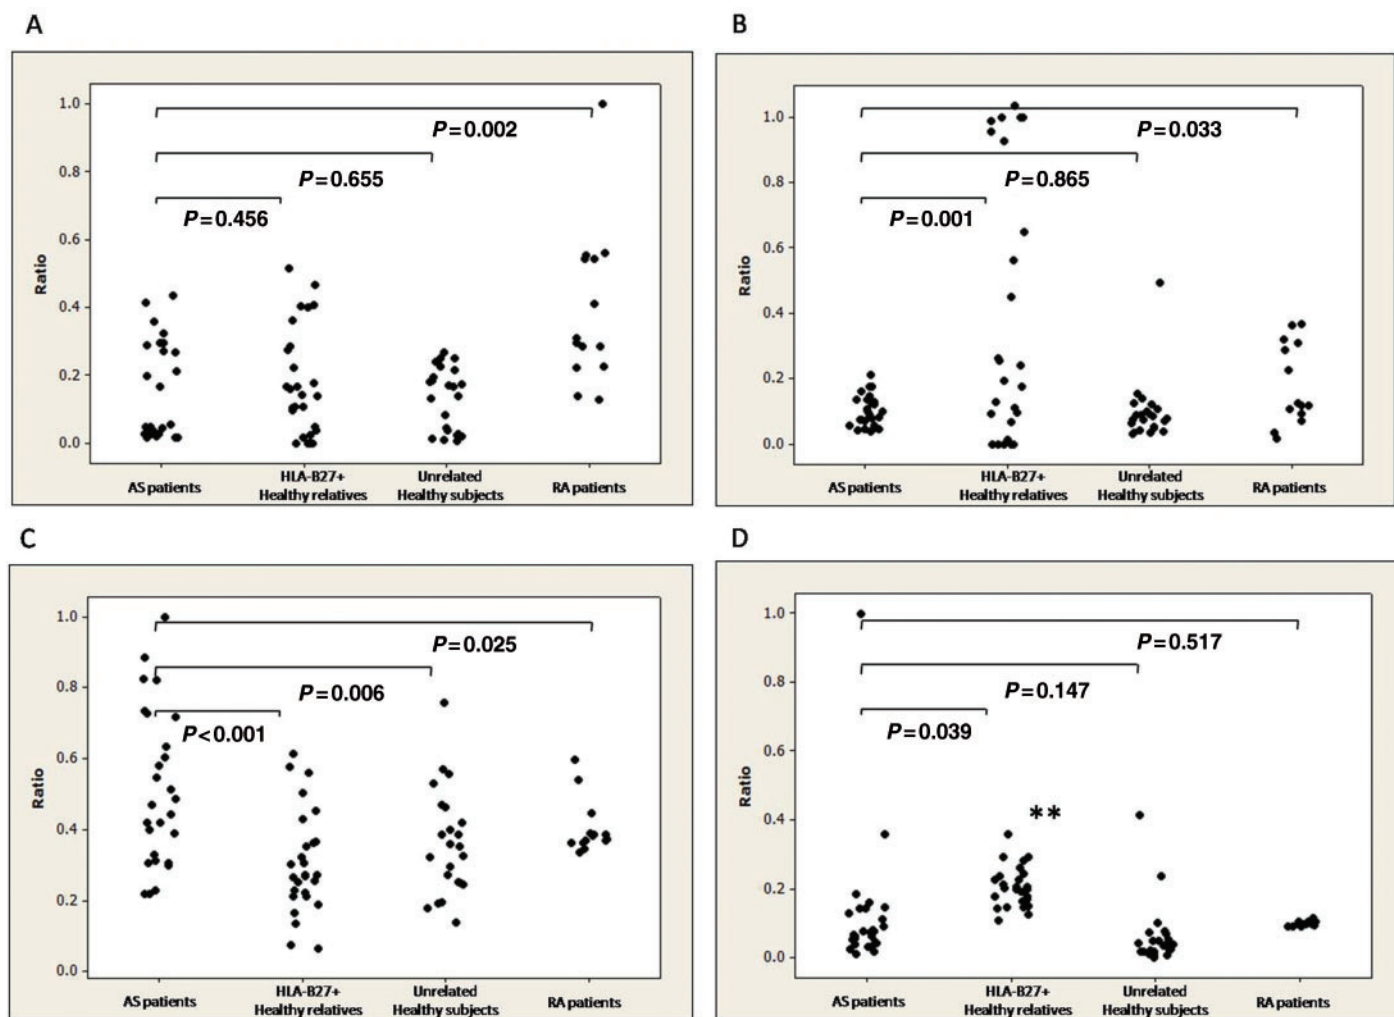 A
1.0
0.8
0.6
0.4
0.2
0.0
Ratio
P=0.002
P=0.655
P=0.456
AS patients
HLA-B27+
Healthy relatives
Unrelated
Healthy subjects
RA patients
B
1.0
0.8
0.6
0.4
0.2
0.0
Ratio
P=0.033
P=0.865
P=0.001
AS patients
HLA-B27+
Healthy relatives
Unrelated
Healthy subjects
RA patients
C
1.0
0.8
0.6
0.4
0.2
0.0
Ratio
P=0.025
P=0.006
P<0.001
AS patients
HLA-B27+
Healthy relatives
Unrelated
Healthy subjects
RA patients
D
1.0
0.8
0.6
0.4
0.2
0.0
Ratio
P=0.517
P=0.147
P=0.039
**
AS patients
HLA-B27+
Healthy relatives
Unrelated
Healthy subjects
RA patients